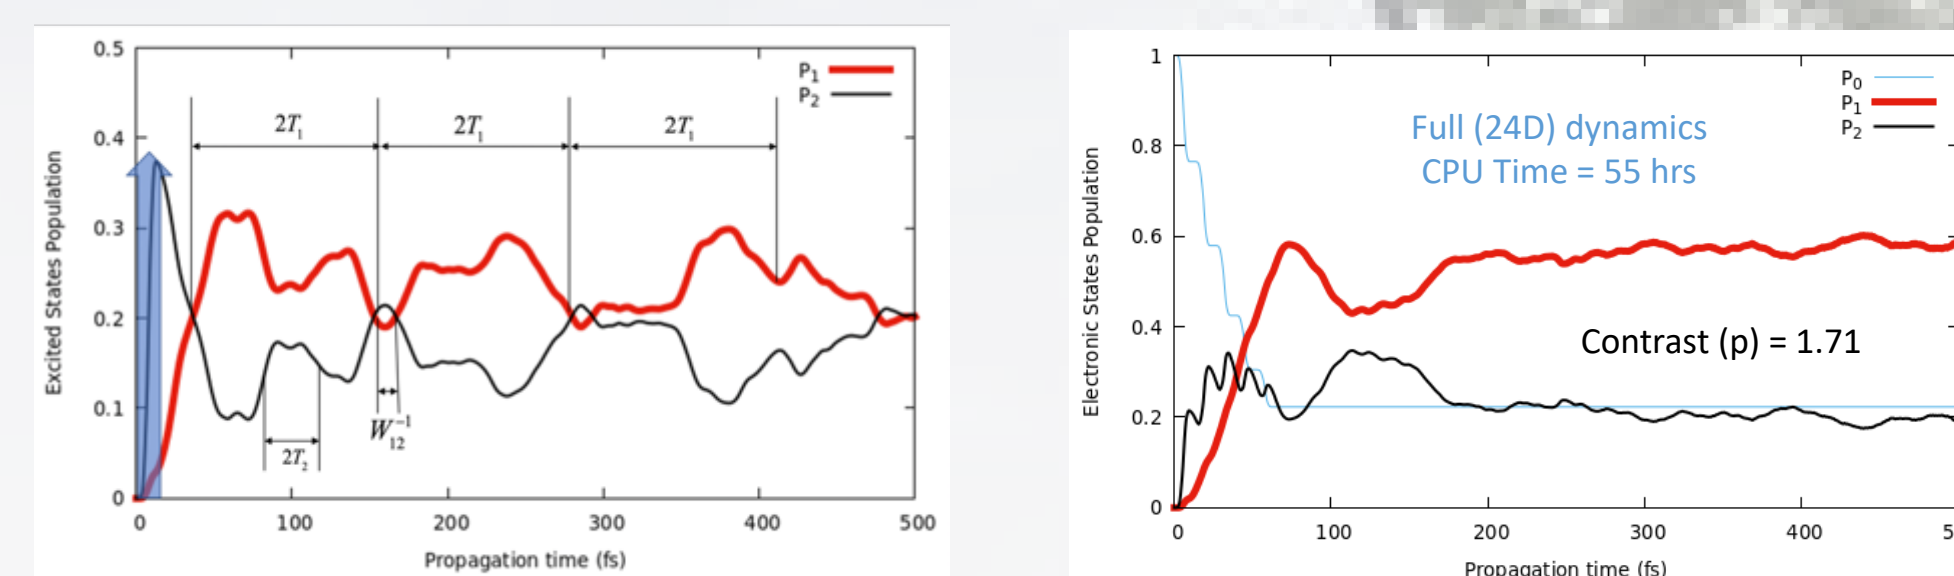 0.5
0.4
0.3
0.2
0.1
0
Excited States Population
P₁
P₂
2T₁
2T₁
2T₁
W₁₂⁻¹
2T₂
0 100 200 300 400 500
Propagation time (fs)
1
0.8
0.6
0.4
0.2
0
Electronic States Population
P₀
P₁
P₂
Full (24D) dynamics
CPU Time = 55 hrs
Contrast (p) = 1.71
0 100 200 300 400 5
Propagation time (fs)